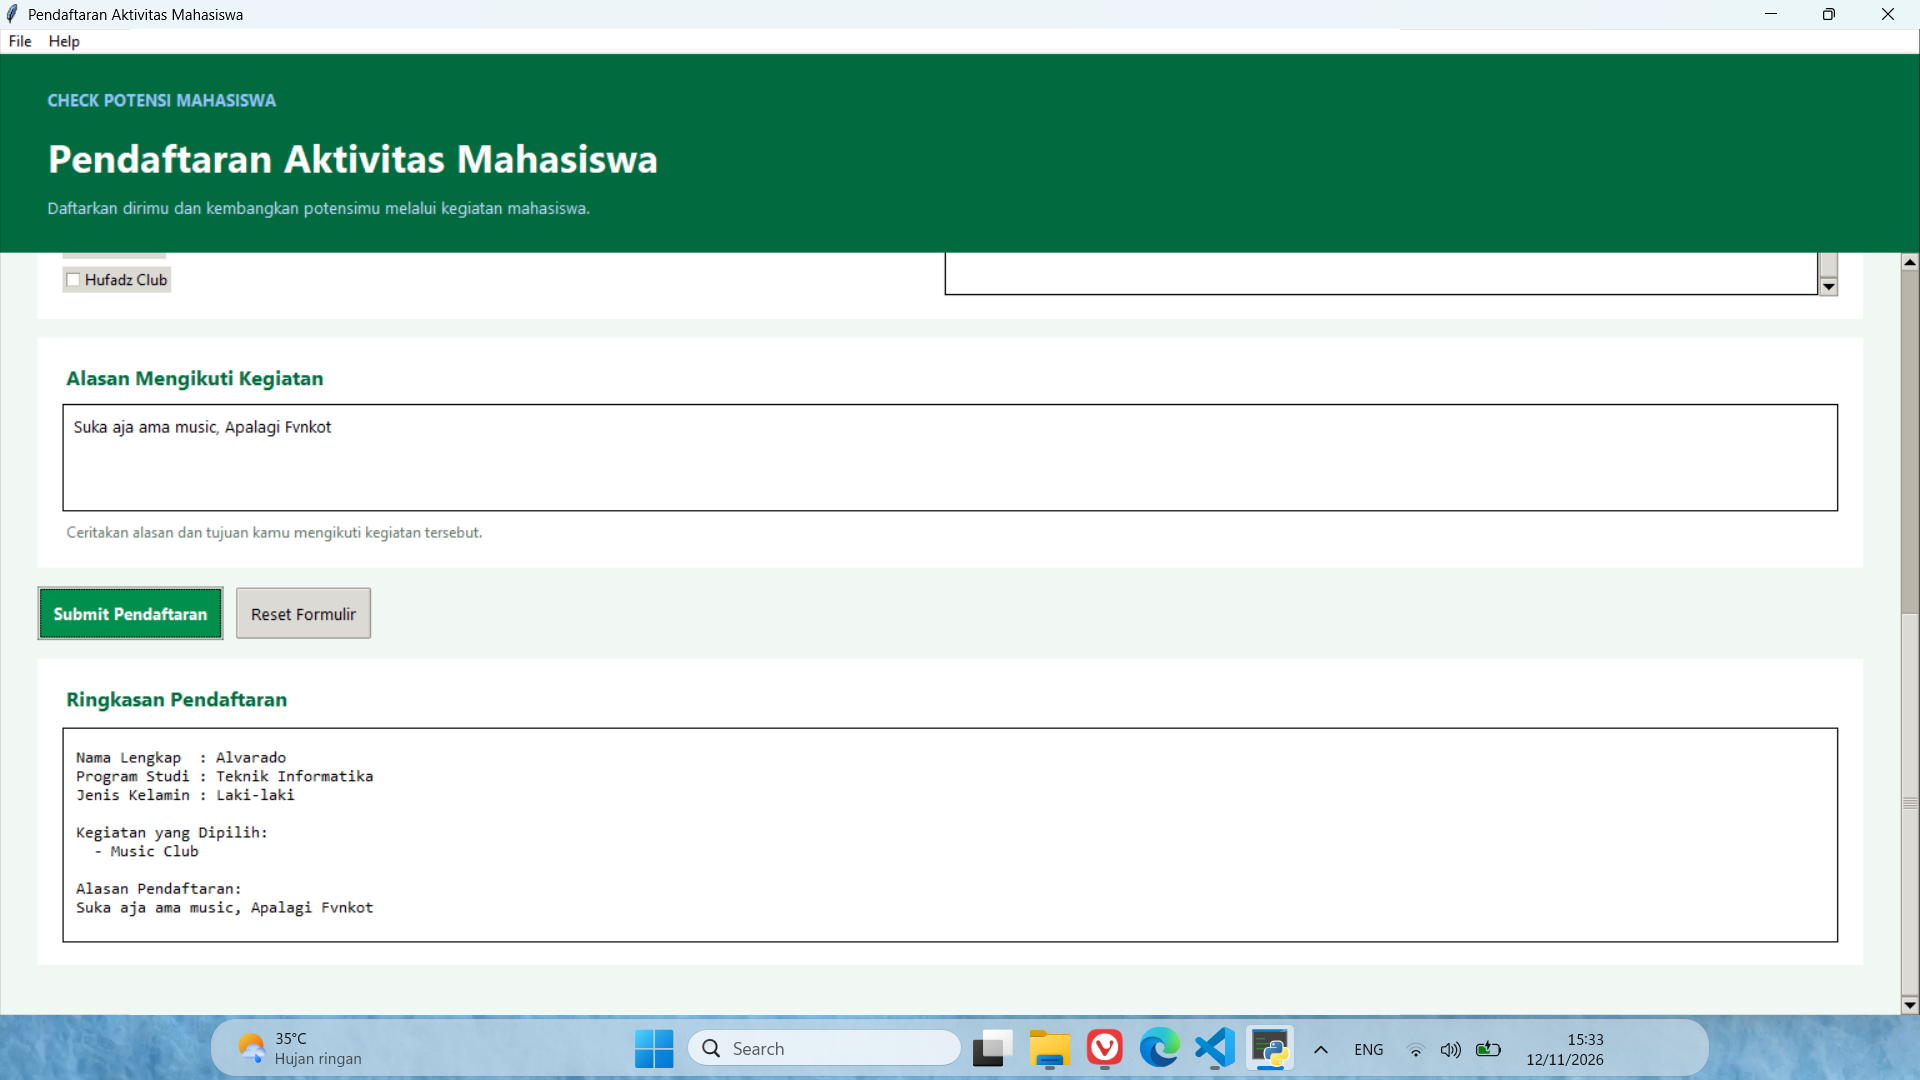 Pendaftaran Aktivitas Mahasiswa
File Help
CHECK POTENSI MAHASISWA
Pendaftaran Aktivitas Mahasiswa
Daftarkan dirimu dan kembangkan potensimu melalui kegiatan mahasiswa.
Hufadz Club
Alasan Mengikuti Kegiatan
Suka aja ama music, Apalagi Fvnkot
Ceritakan alasan dan tujuan kamu mengikuti kegiatan tersebut.
Submit Pendaftaran
Reset Formulir
Ringkasan Pendaftaran
Nama Lengkap : Alvarado
Program Studi : Teknik Informatika
Jenis Kelamin : Laki-laki
Kegiatan yang Dipilih:
- Music Club
Alasan Pendaftaran:
Suka aja ama music, Apalagi Fvnkot
35°C
Hujan ringan
Search
ENG
15:33
12/11/2026